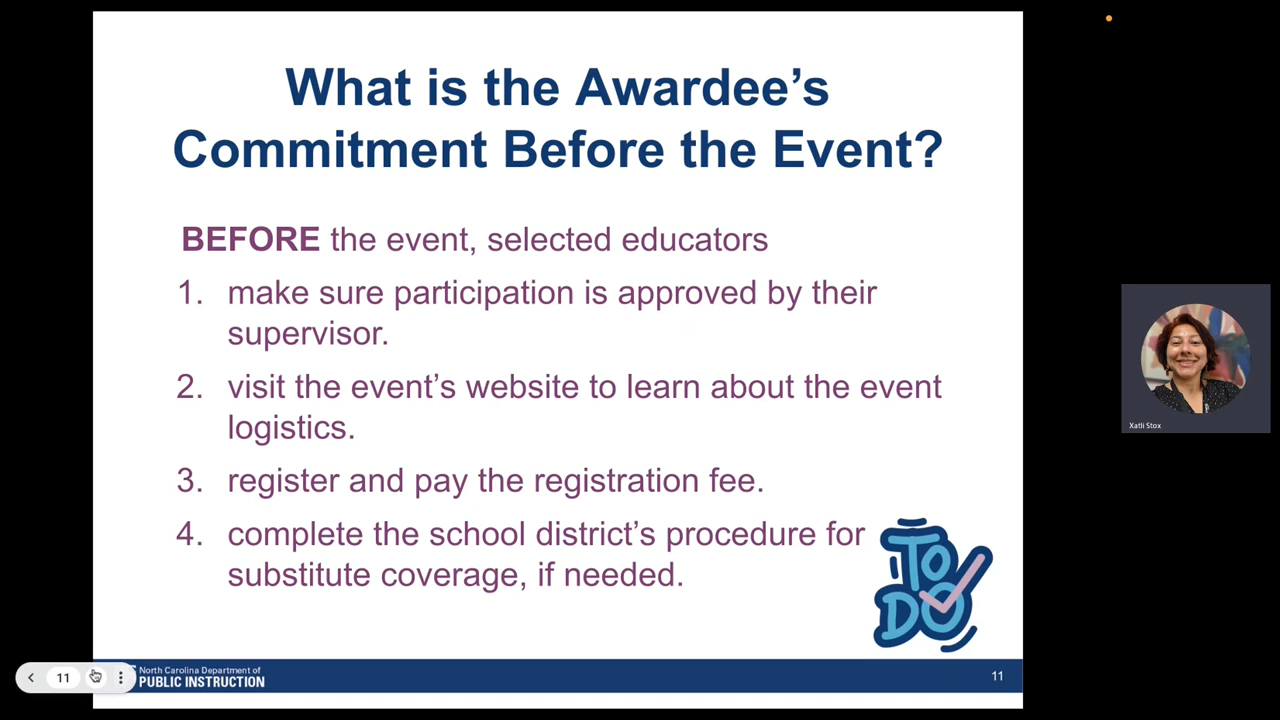 What is the Awardee's
Commitment Before the Event?
BEFORE the event, selected educators
1. make sure participation is approved by their
supervisor.
2. visit the event's website to learn about the event
logistics.
3. register and pay the registration fee.
4. complete the school district's procedure for
substitute coverage, if needed.
TO
DO
Xatli Stox
11
North Carolina Department of
PUBLIC INSTRUCTION
11